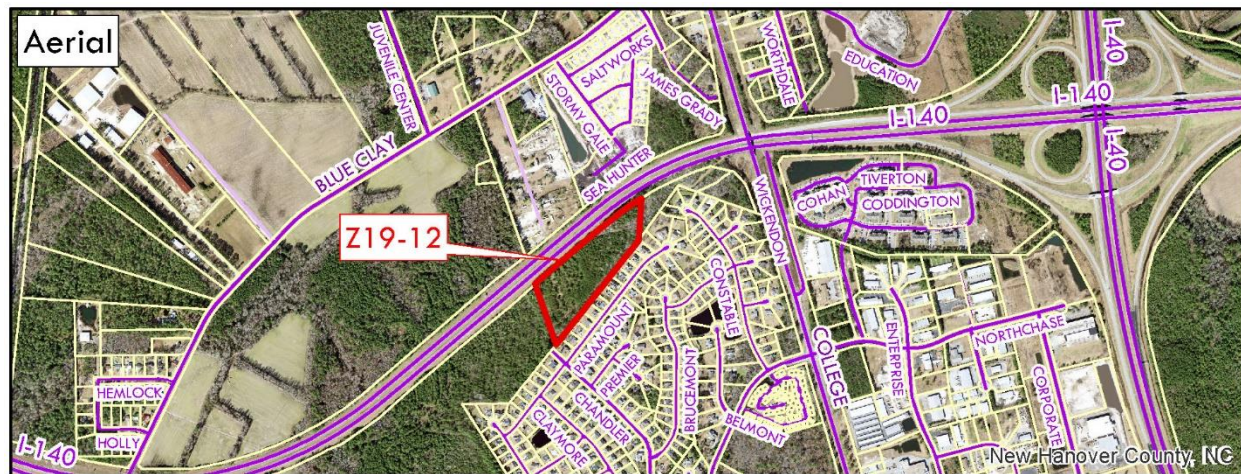 Aerial
JUVENILE CENTER
BLUE CLAY
SALTWORKS
STORMY GALE
JAMES GRADY
SEA HUNTER
WORTHDALE
EDUCATION
I-40
I-140
I-140
I-40
WICKENDON
COHAN
TIVERTON
CODDINGTON
Z19-12
CONSTABLE
PARAMOUNT
PREMIER
CHANDLER
CLAYMORE
BRUCEMONT
BELMONT
COLLEGE
ENTERPRISE
NORTHCHASE
CORPORATE
HEMLOCK
HOLLY
I-140
New Hanover County, NC